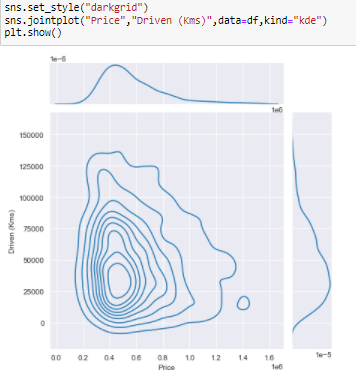 sns.set_style("darkgrid")
sns.jointplot("Price","Driven (Kms)",data=df,kind="kde")
plt.show()
1e−6
1e6
150000
125000
100000
75000
50000
25000
0
Driven (Kms)
0.0 0.2 0.4 0.6 0.8 1.0 1.2 1.4 1.6
Price
1e6
1e−5